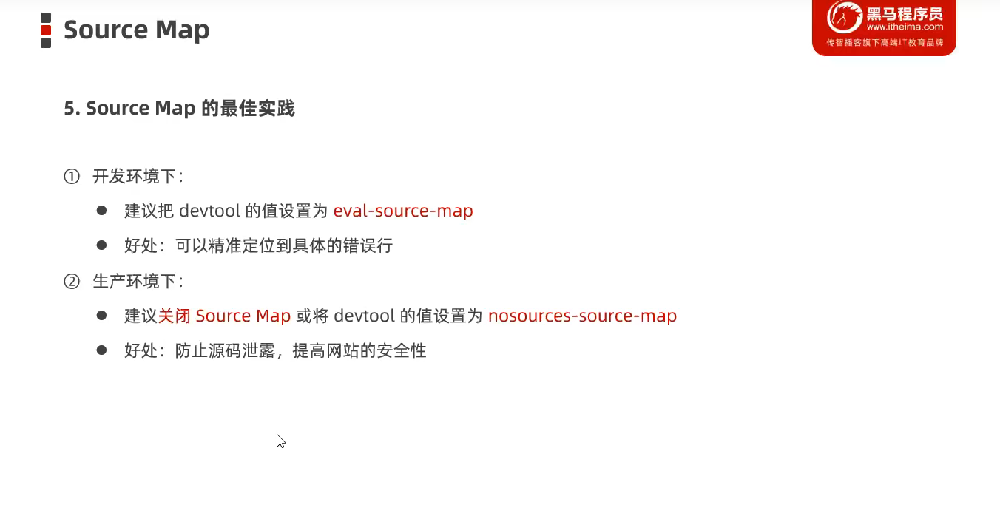 Source Map
黑马程序员
www.itheima.com
传智播客旗下高端IT教育品牌
5. Source Map 的最佳实践
① 开发环境下：
● 建议把 devtool 的值设置为 eval-source-map
● 好处：可以精准定位到具体的错误行
② 生产环境下：
● 建议关闭 Source Map 或将 devtool 的值设置为 nosources-source-map
● 好处：防止源码泄露，提高网站的安全性